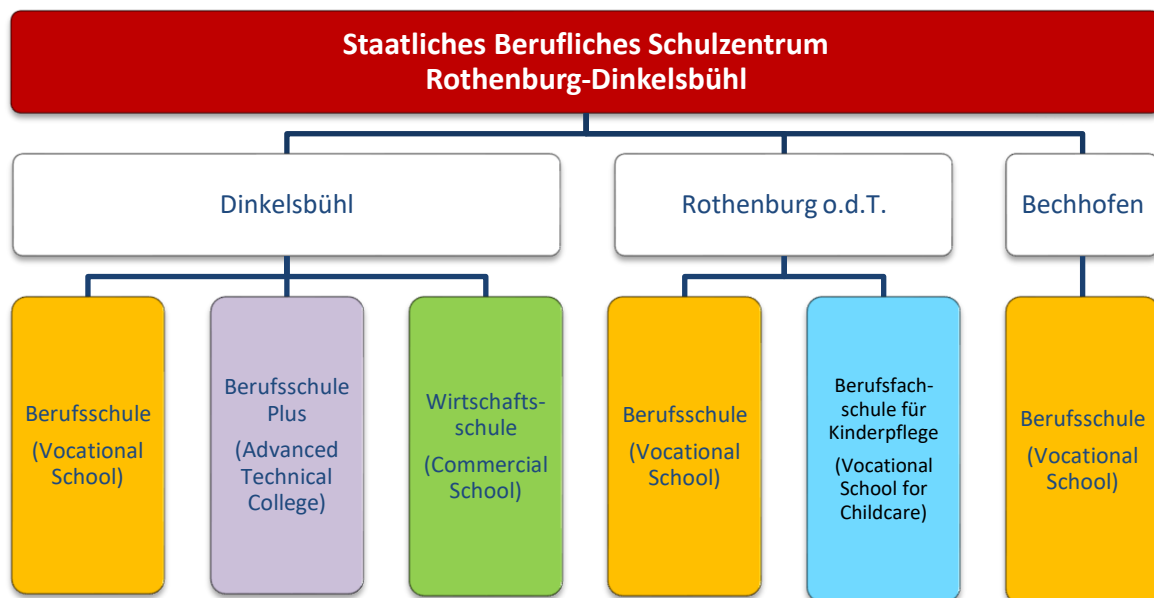 Staatliches Berufliches Schulzentrum
Rothenburg-Dinkelsbühl
Dinkelsbühl
Rothenburg o.d.T.
Bechhofen
Berufsschule
(Vocational
School)
Berufsschule
Plus
(Advanced
Technical
College)
Wirtschafts-
schule
(Commercial
School)
Berufsschule
(Vocational
School)
Berufsfach-
schule für
Kinderpflege
(Vocational
School for
Childcare)
Berufsschule
(Vocational
School)